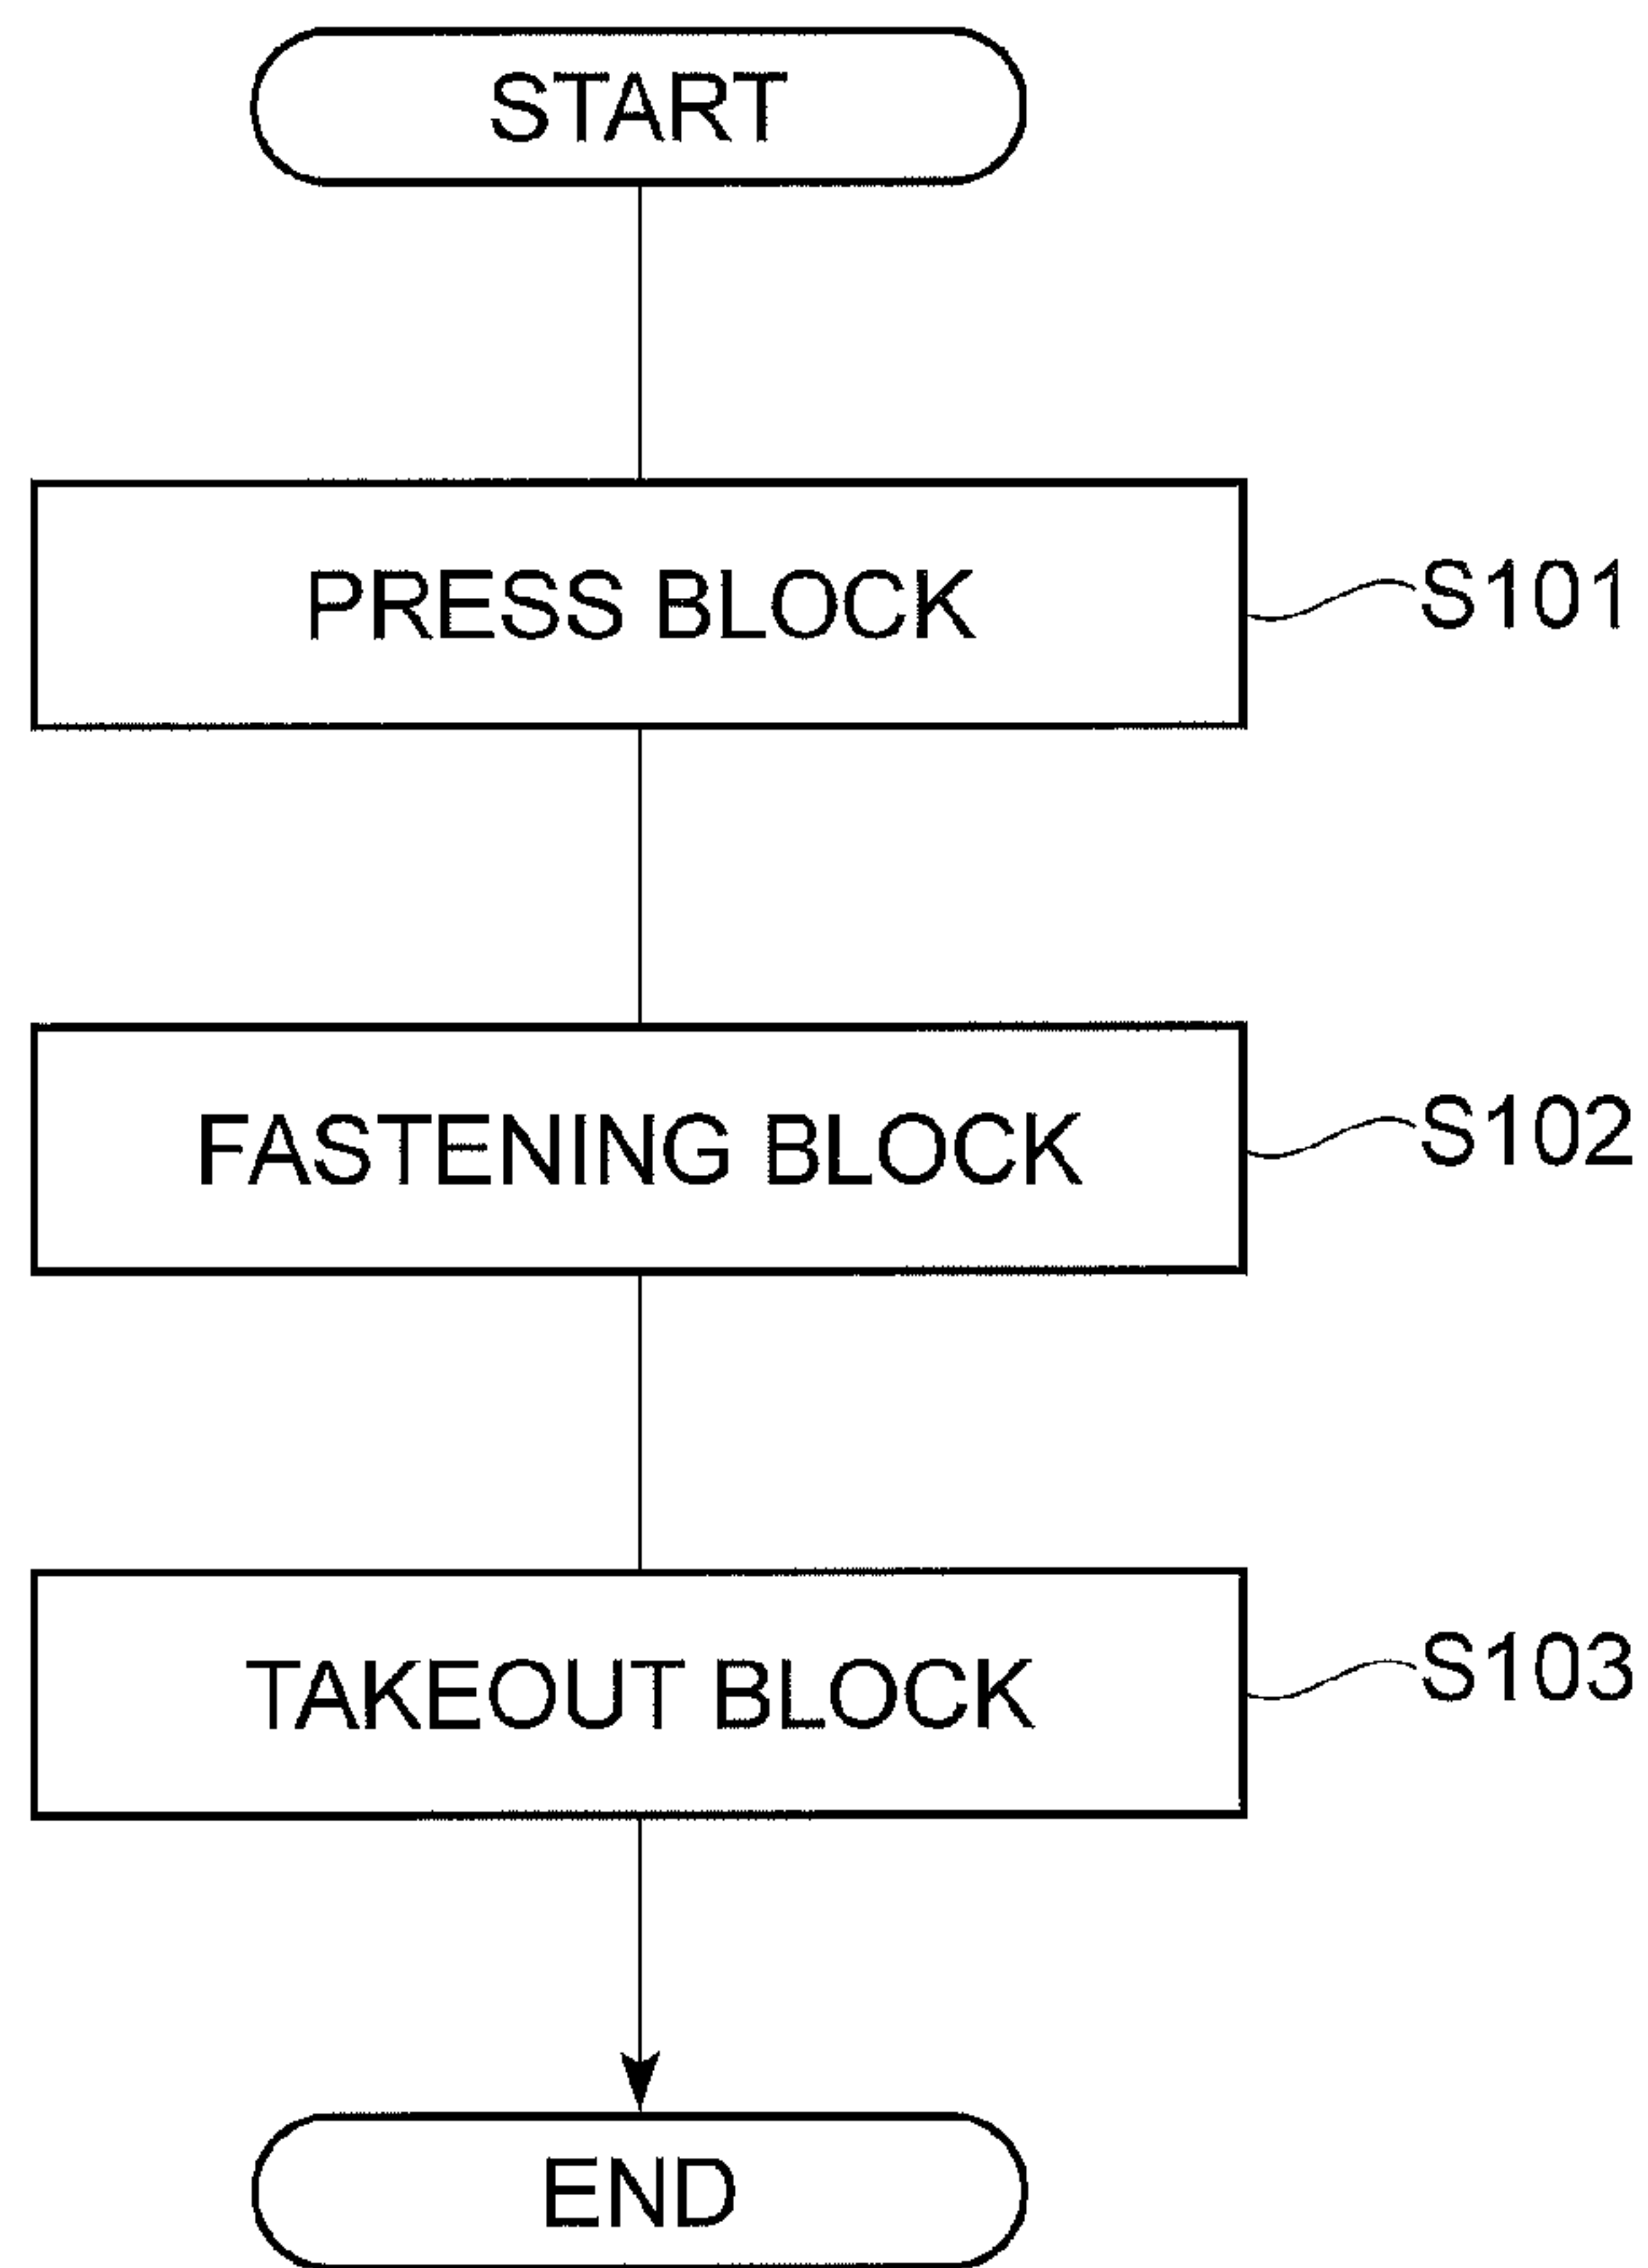 START
PRESS BLOCK
S101
FASTENING BLOCK
S102
TAKEOUT BLOCK
S103
END